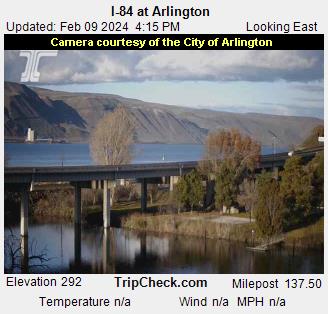 I-84 at Arlington
Updated: Feb 09 2024 4:15 PM Looking East
Camera courtesy of the City of Arlington
Elevation 292 TripCheck.com Milepost 137.50
Temperature n/a Wind n/a MPH n/a